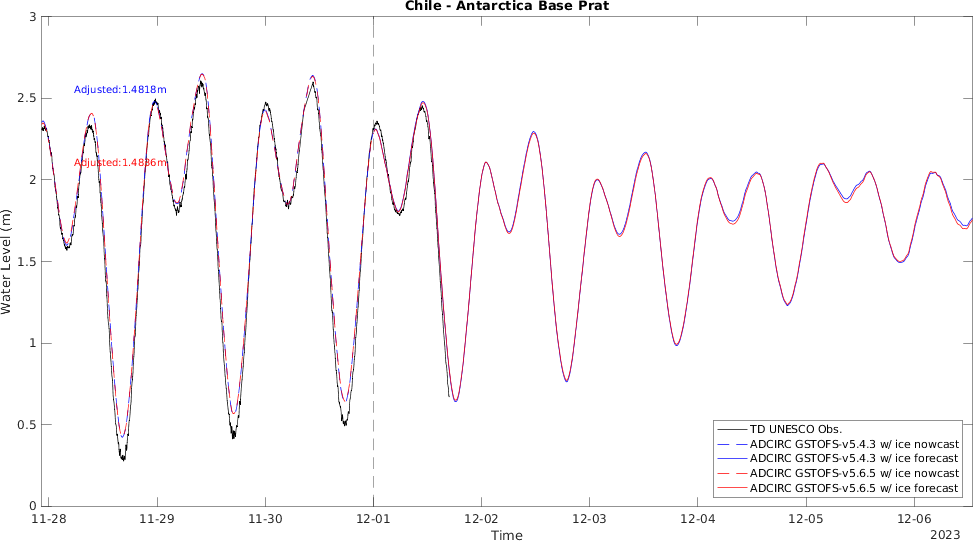 Chile - Antarctica Base Prat
3
2.5
2
1.5
1
0.5
0
Water Level (m)
Adjusted:1.4818m
Adjusted:1.4836m
11-28
11-29
11-30
12-01
12-02
12-03
12-04
12-05
12-06
Time
2023
TD UNESCO Obs.
ADCIRC GSTOFS-v5.4.3 w/ ice nowcast
ADCIRC GSTOFS-v5.4.3 w/ ice forecast
ADCIRC GSTOFS-v5.6.5 w/ ice nowcast
ADCIRC GSTOFS-v5.6.5 w/ ice forecast